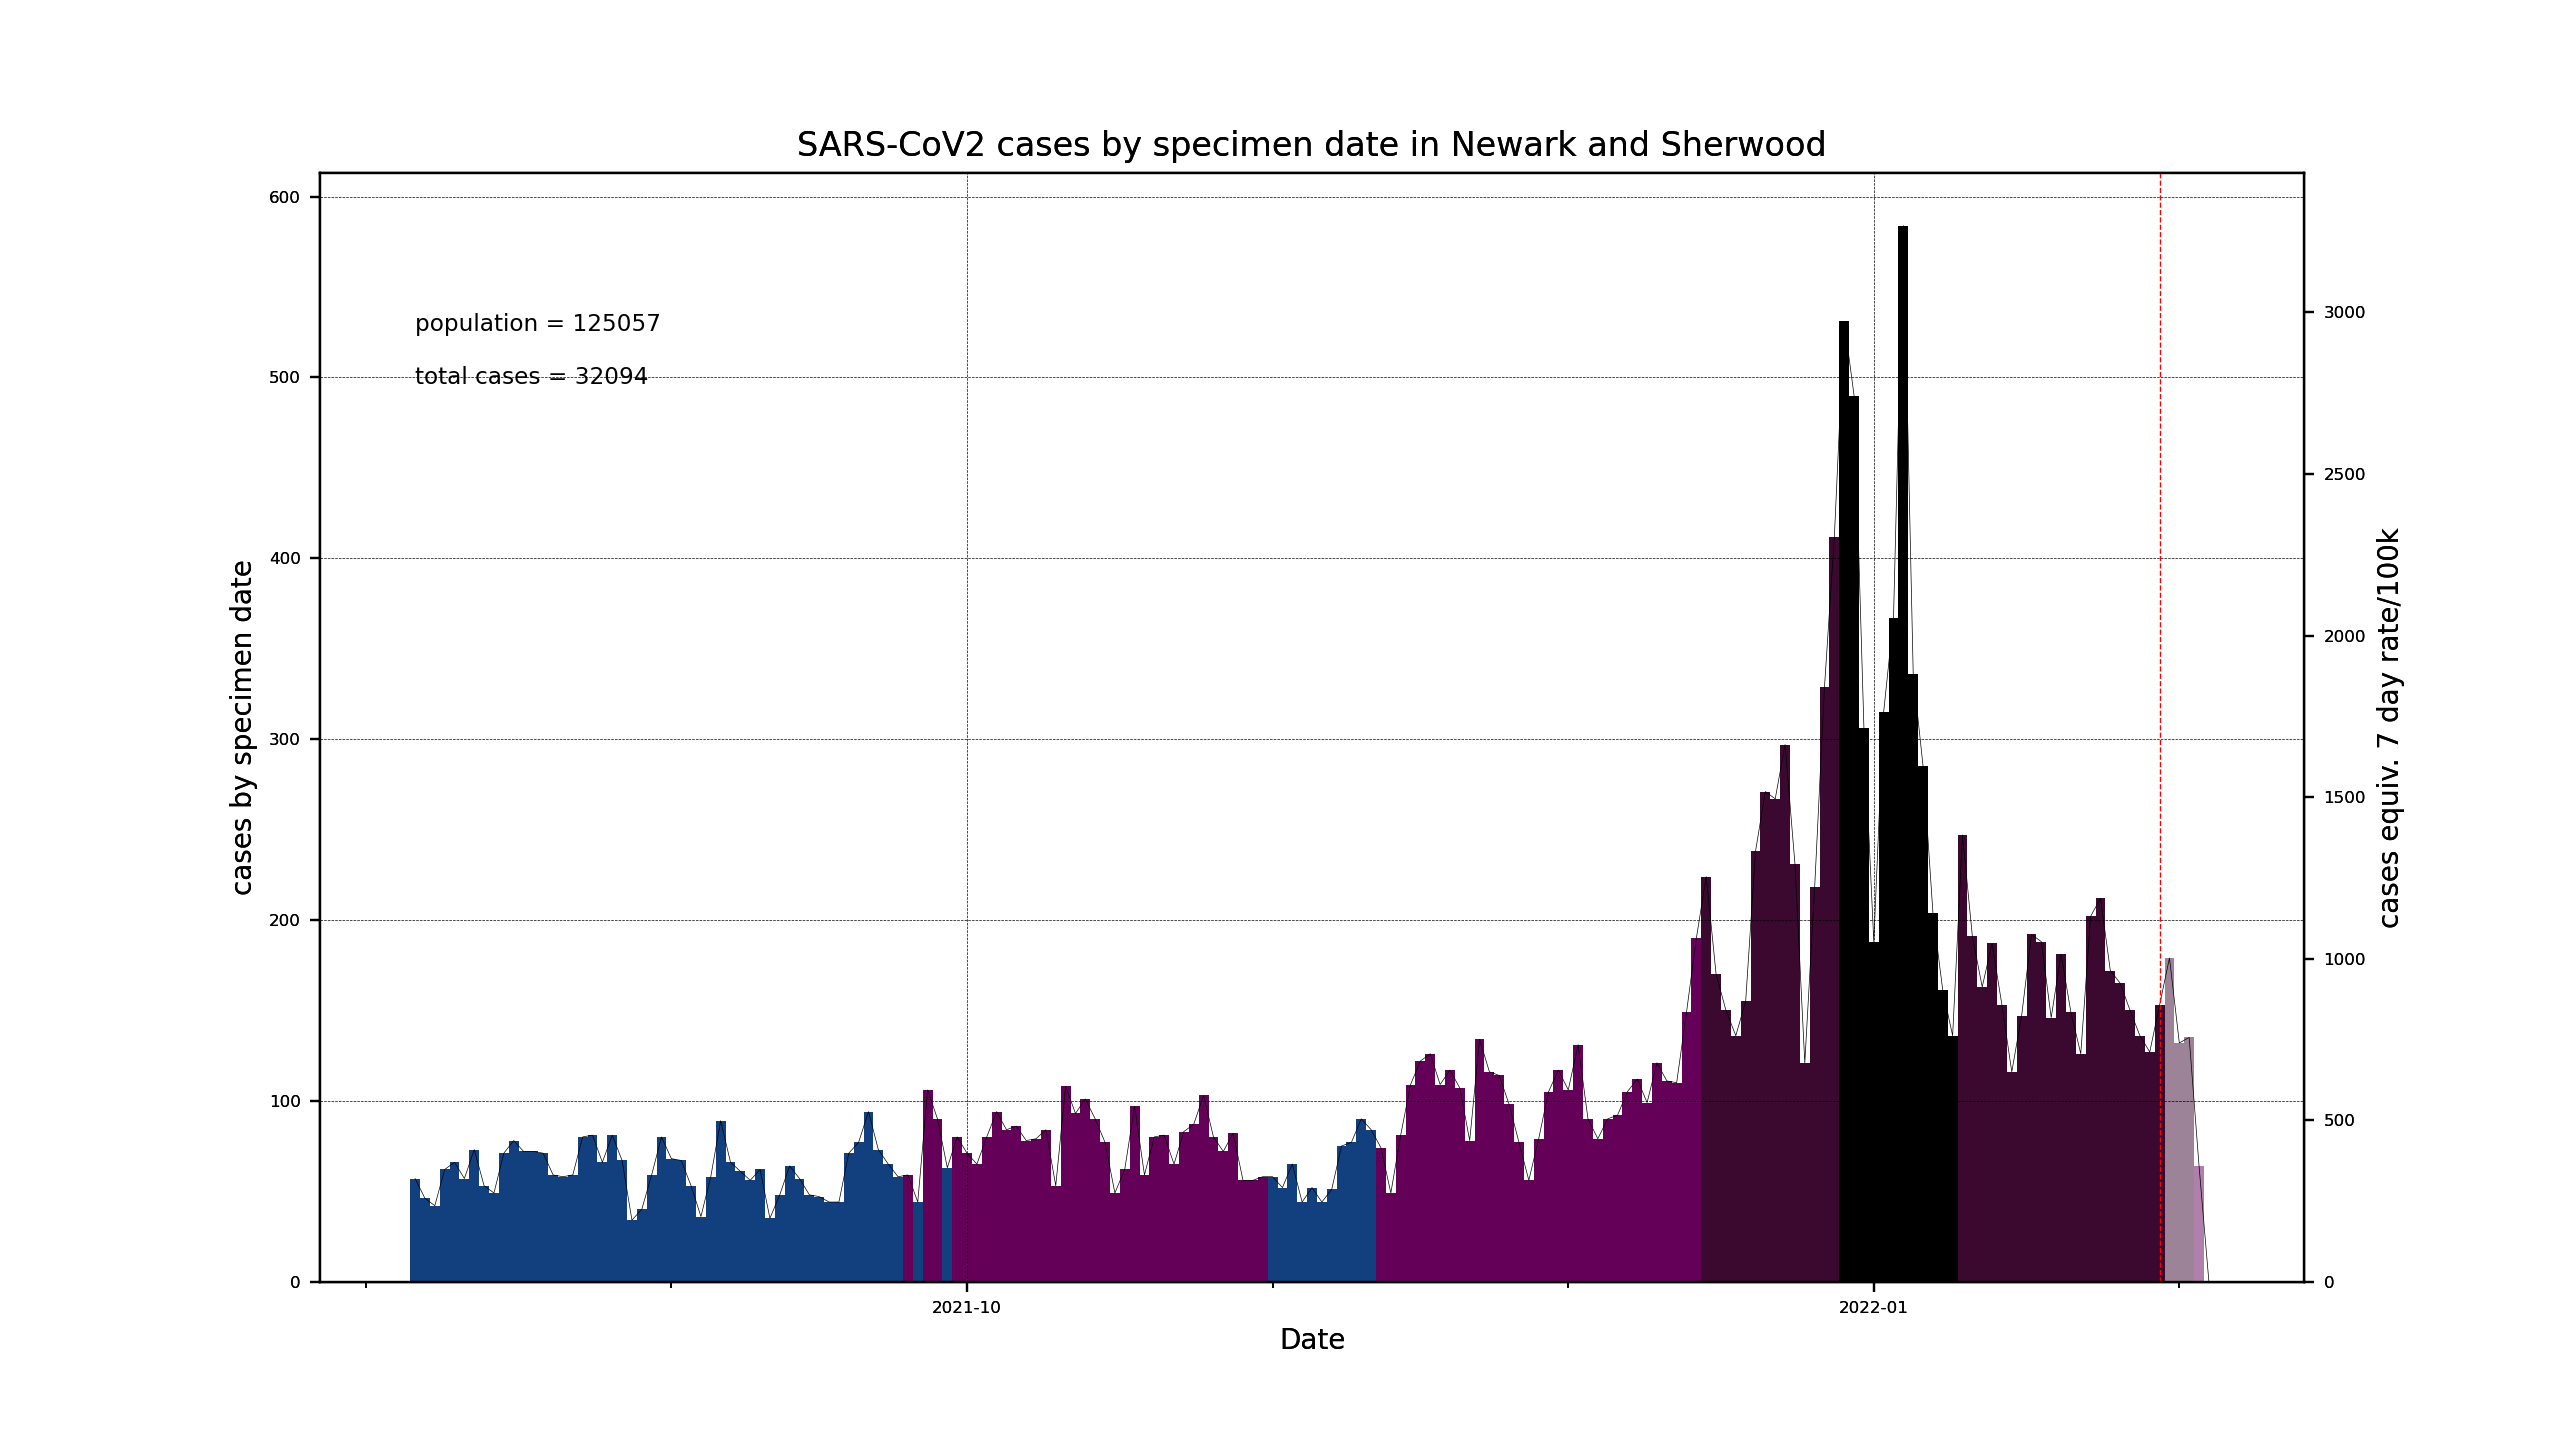 SARS-CoV2 cases by specimen date in Newark and Sherwood
population = 125057
total cases = 32094
cases by specimen date
600
500
400
300
200
100
0
3000
2500
2000
1500
1000
500
0
cases equiv. 7 day rate/100k
2021-10
2022-01
Date